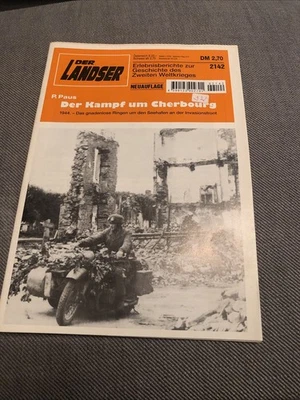 DER
LANDSER
DM 2,70
Erlebnisberichte zur
Geschichte des
Zweiten Weltkrieges
2142
NEUAUFLAGE
R. Paus
Der Kampf um Cherbourg
1944 – Das gnadenlose Ringen um den Seehafen an der Invasionsfront